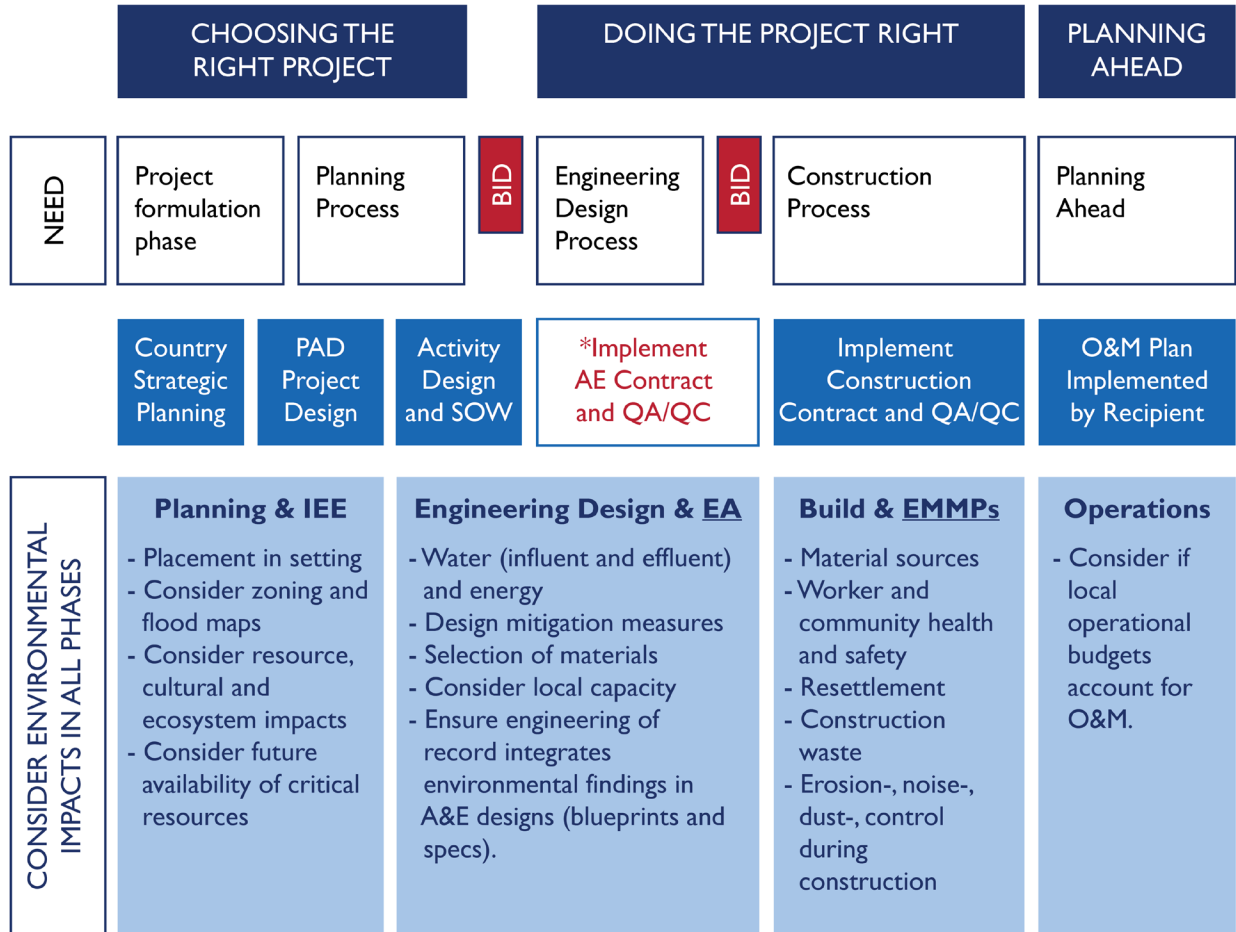 CHOOSING THE
RIGHT PROJECT
DOING THE PROJECT RIGHT
PLANNING
AHEAD
NEED
Project
formulation
phase
Planning
Process
BID
Engineering
Design
Process
BID
Construction
Process
Planning
Ahead
Country
Strategic
Planning
PAD
Project
Design
Activity
Design
and SOW
*Implement
AE Contract
and QA/QC
Implement
Construction
Contract and QA/QC
O&M Plan
Implemented
by Recipient
CONSIDER ENVIRONMENTAL
IMPACTS IN ALL PHASES
Planning & IEE
- Placement in setting
- Consider zoning and
flood maps
- Consider resource,
cultural and
ecosystem impacts
- Consider future
availability of critical
resources
Engineering Design & EA
- Water (influent and effluent)
and energy
- Design mitigation measures
- Selection of materials
- Consider local capacity
- Ensure engineering of
record integrates
environmental findings in
A&E designs (blueprints and
specs).
Build & EMMPs
- Material sources
- Worker and
community health
and safety
- Resettlement
- Construction
waste
- Erosion-, noise-,
dust-, control
during
construction
Operations
- Consider if
local
operational
budgets
account for
O&M.